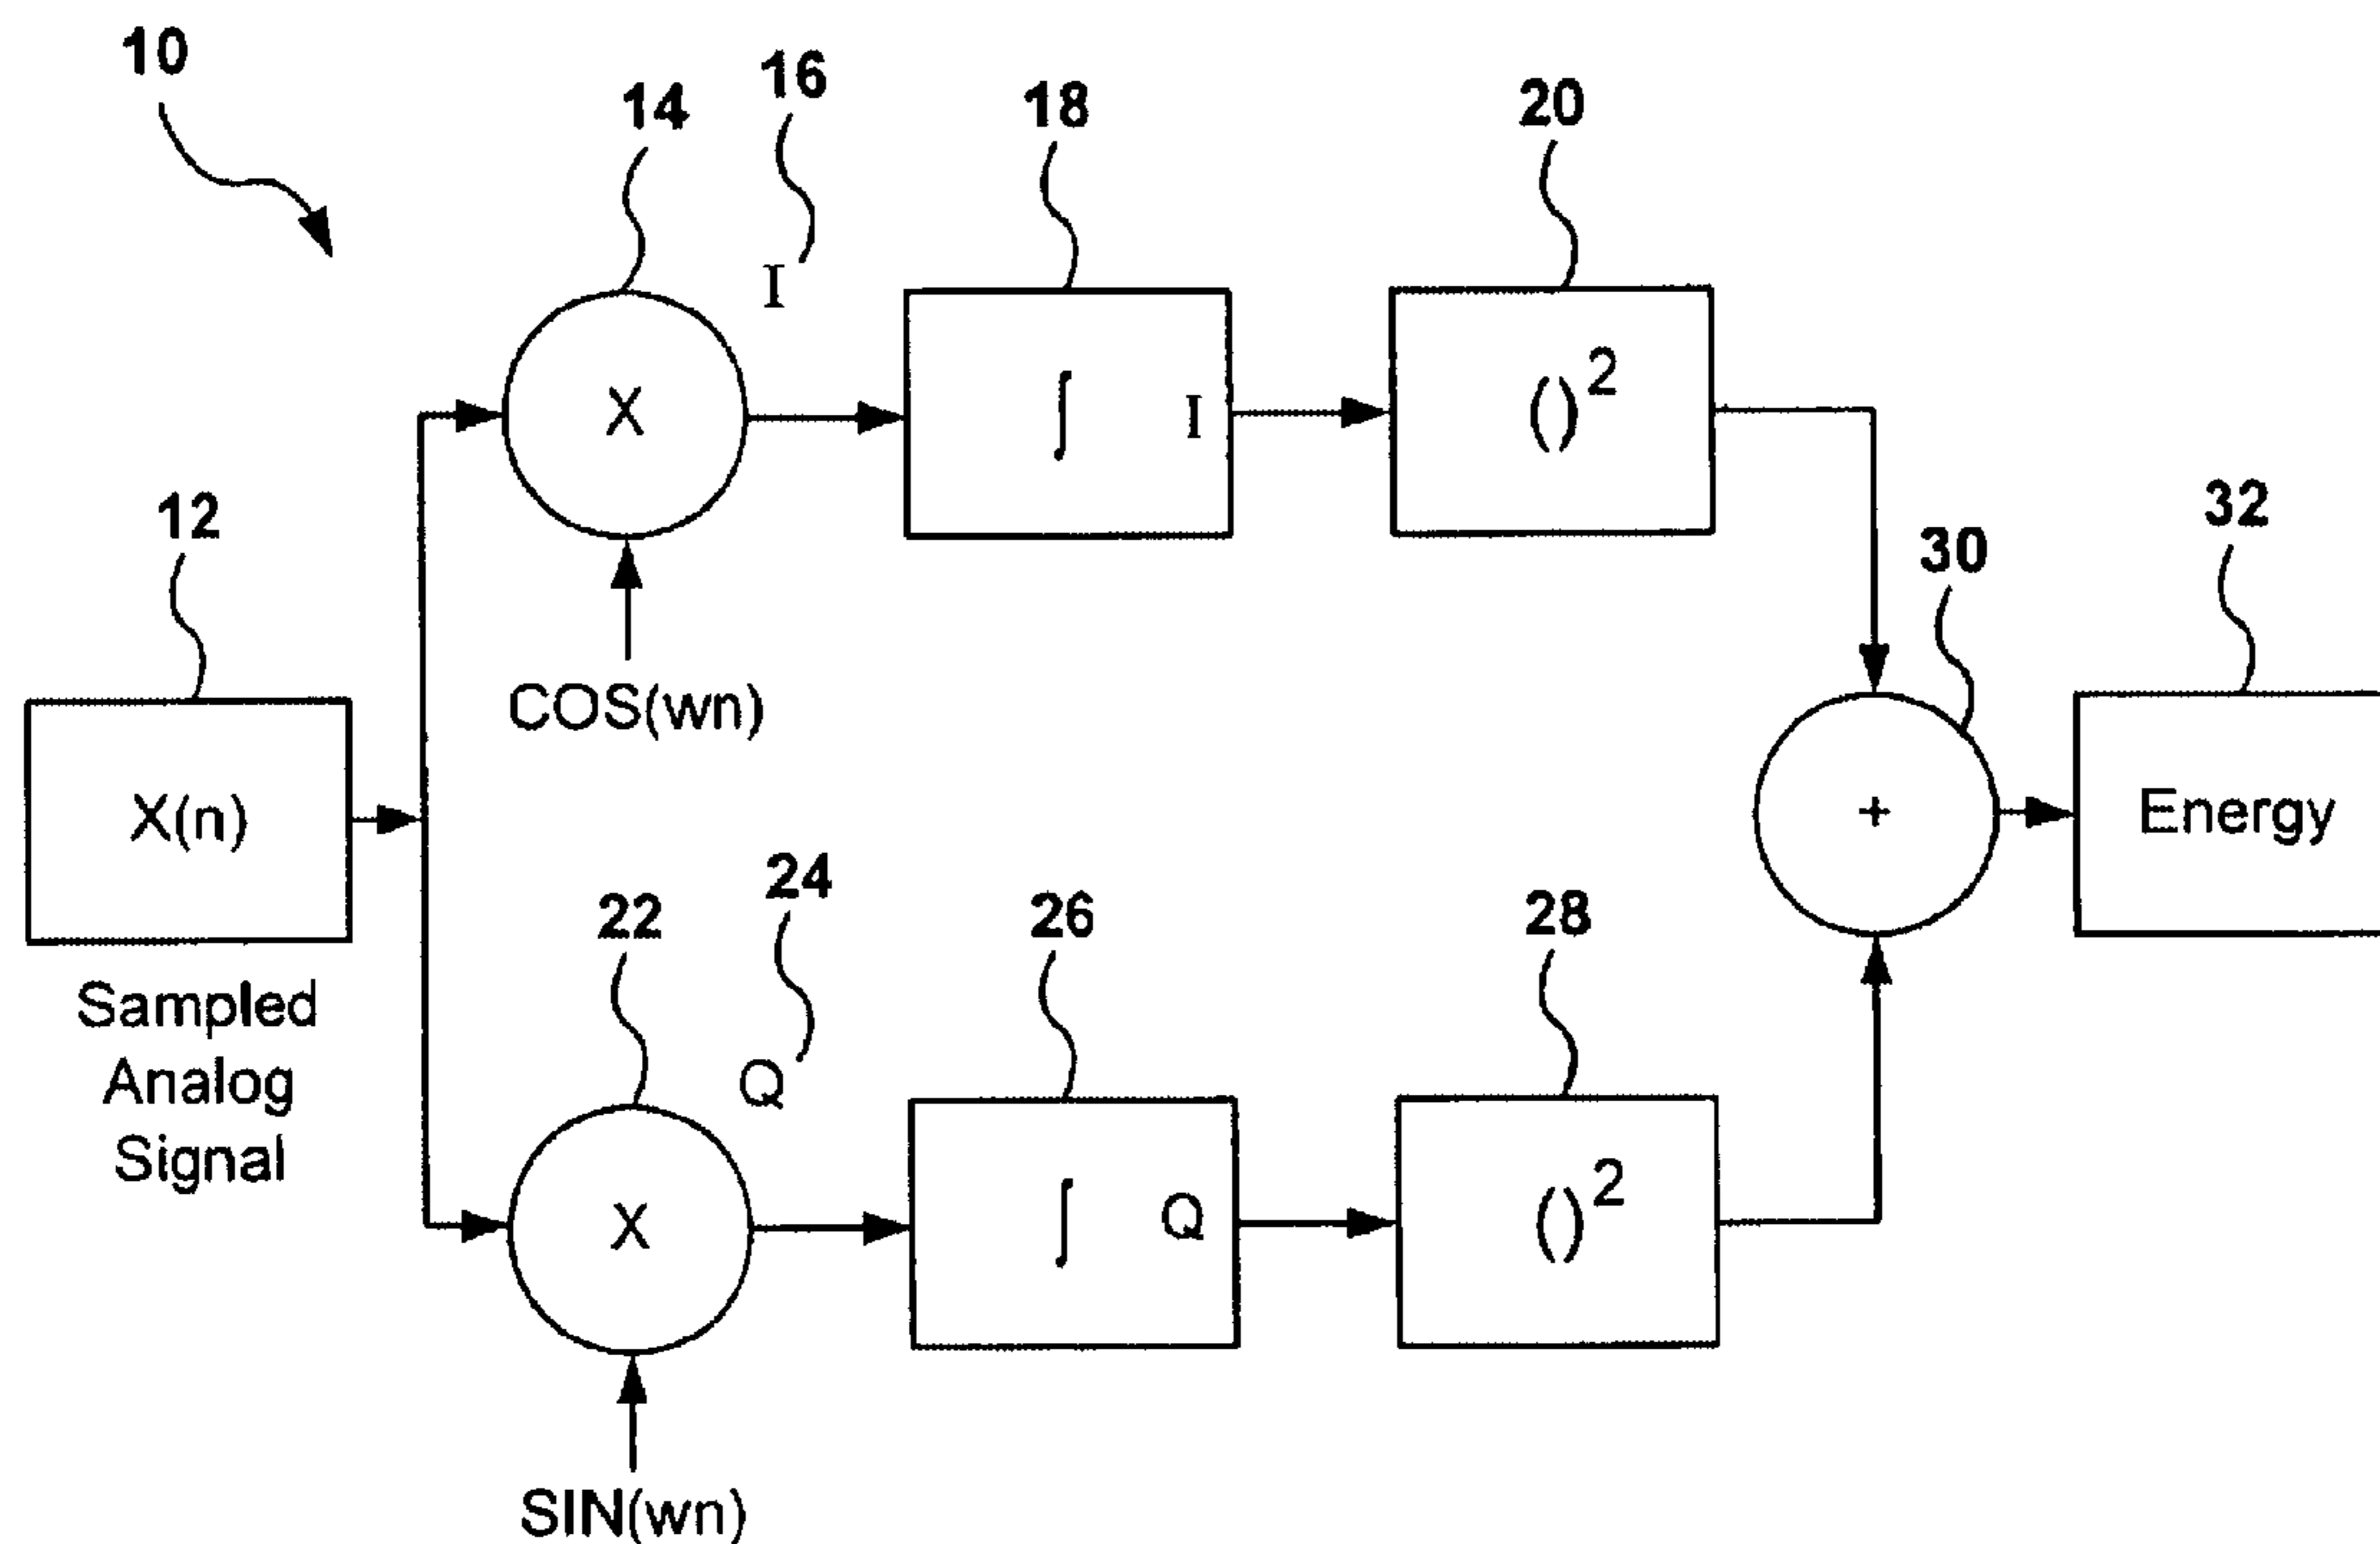 10
14
16
18
20
I
X
∫
I
()²
COS(wn)
12
X(n)
Sampled
Analog
Signal
30
32
+
Energy
22
24
26
28
Q
X
∫
Q
()²
SIN(wn)